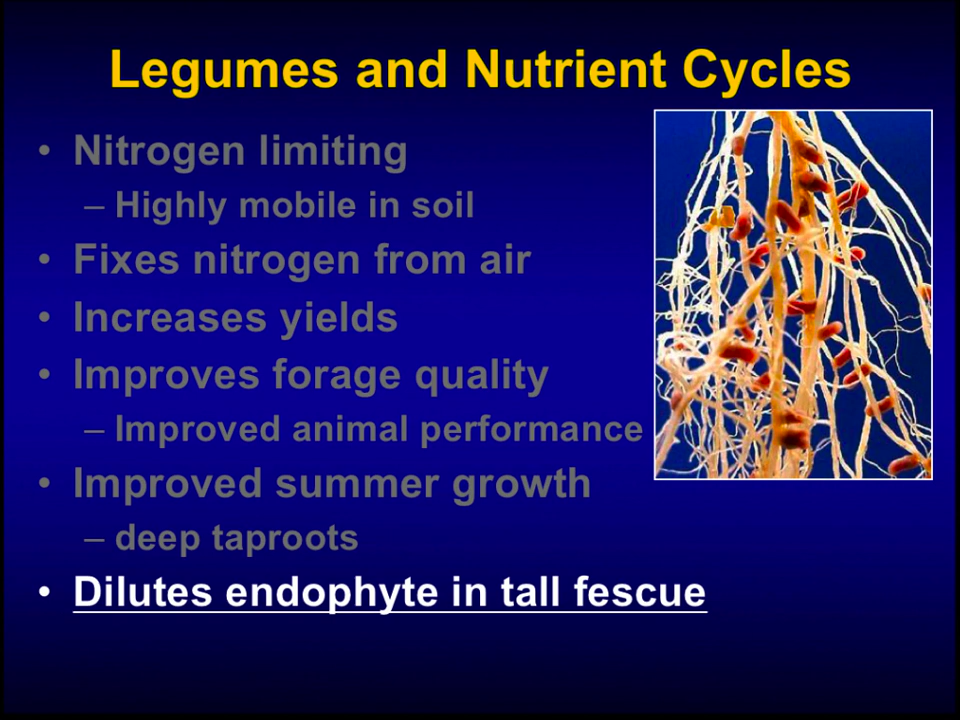 Legumes and Nutrient Cycles
• Nitrogen limiting
– Highly mobile in soil
• Fixes nitrogen from air
• Increases yields
• Improves forage quality
– Improved animal performance
• Improved summer growth
– deep taproots
• Dilutes endophyte in tall fescue